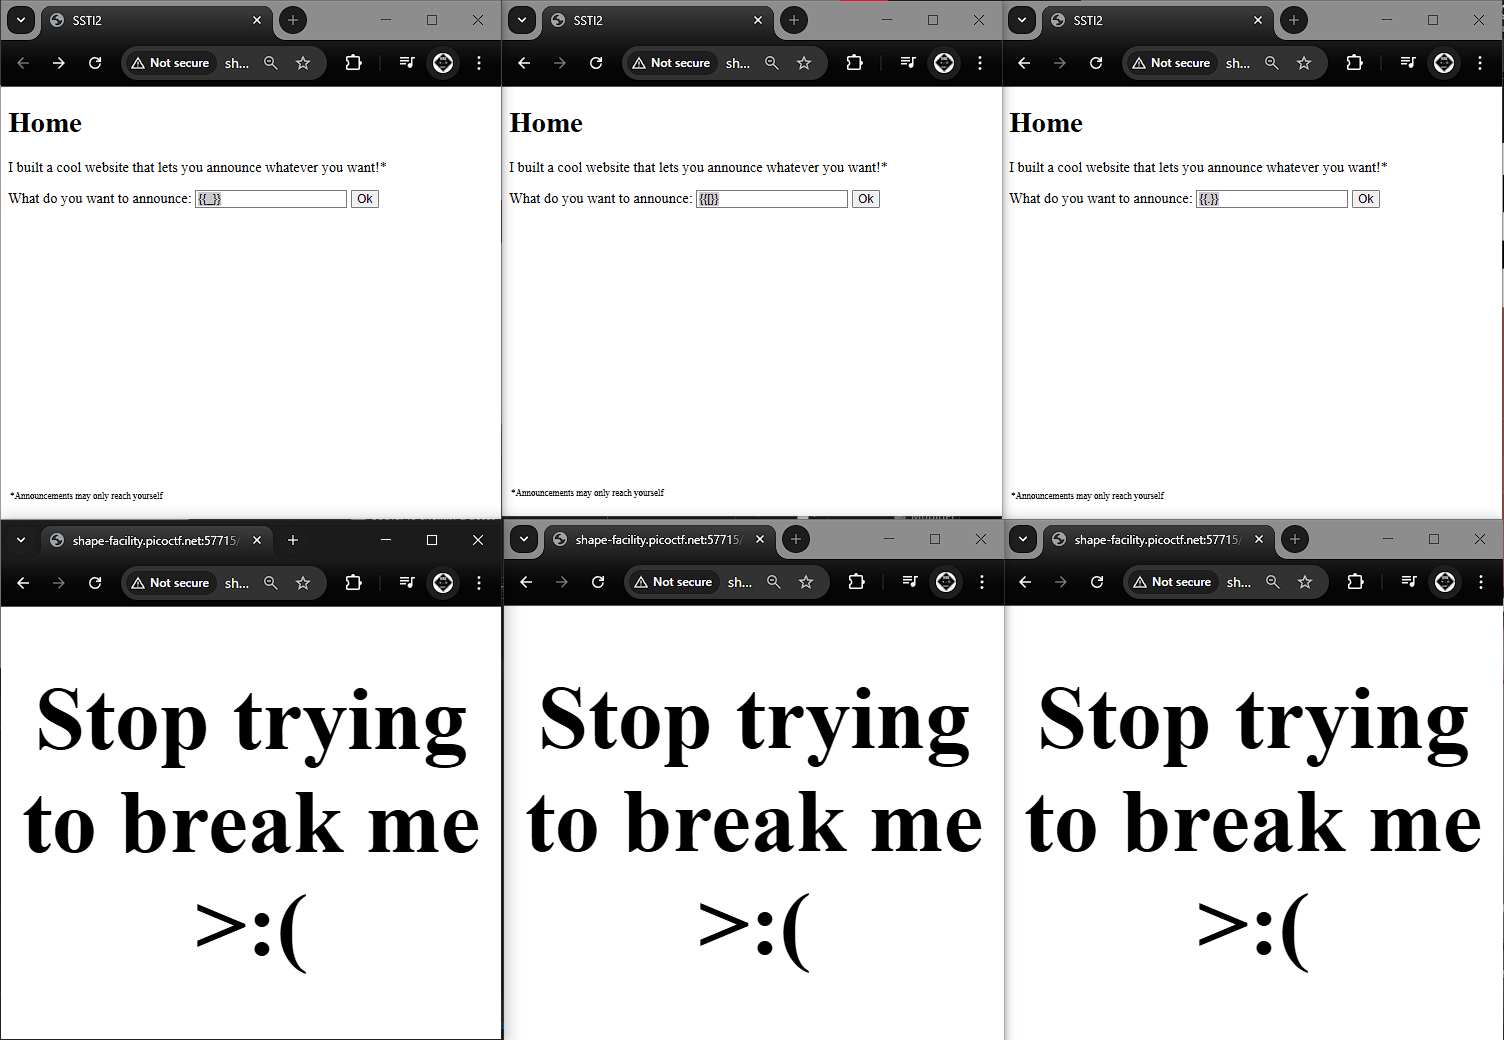 SSTI2
Not secure sh...
Home
I built a cool website that lets you announce whatever you want!*
What do you want to announce: {{_}} Ok
*Announcements may only reach yourself
SSTI2
Not secure sh...
Home
I built a cool website that lets you announce whatever you want!*
What do you want to announce: {{[}} Ok
*Announcements may only reach yourself
SSTI2
Not secure sh...
Home
I built a cool website that lets you announce whatever you want!*
What do you want to announce: {{.}} Ok
*Announcements may only reach yourself
shape-facility.picoctf.net:57715/
Not secure sh...
Stop trying
to break me
>:(
shape-facility.picoctf.net:57715/
Not secure sh...
Stop trying
to break me
>:(
shape-facility.picoctf.net:57715/
Not secure sh...
Stop trying
to break me
>:(